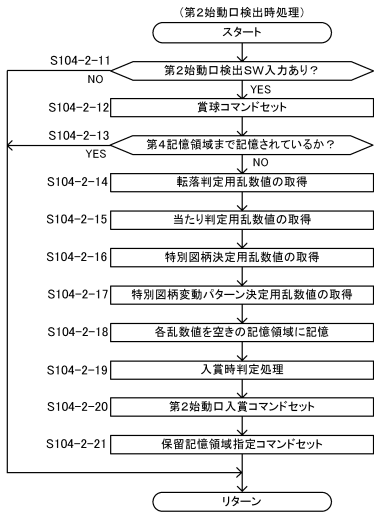 (第2始動口検出時処理)
スタート
S104-2-11
第2始動口検出SW入力あり?
NO
YES
S104-2-12
賞球コマンドセット
S104-2-13
第4記憶領域まで記憶されているか?
YES
NO
S104-2-14
転落判定用乱数値の取得
S104-2-15
当たり判定用乱数値の取得
S104-2-16
特別図柄決定用乱数値の取得
S104-2-17
特別図柄変動パターン決定用乱数値の取得
S104-2-18
各乱数値を空きの記憶領域に記憶
S104-2-19
入賞時判定処理
S104-2-20
第2始動口入賞コマンドセット
S104-2-21
保留記憶領域指定コマンドセット
リターン